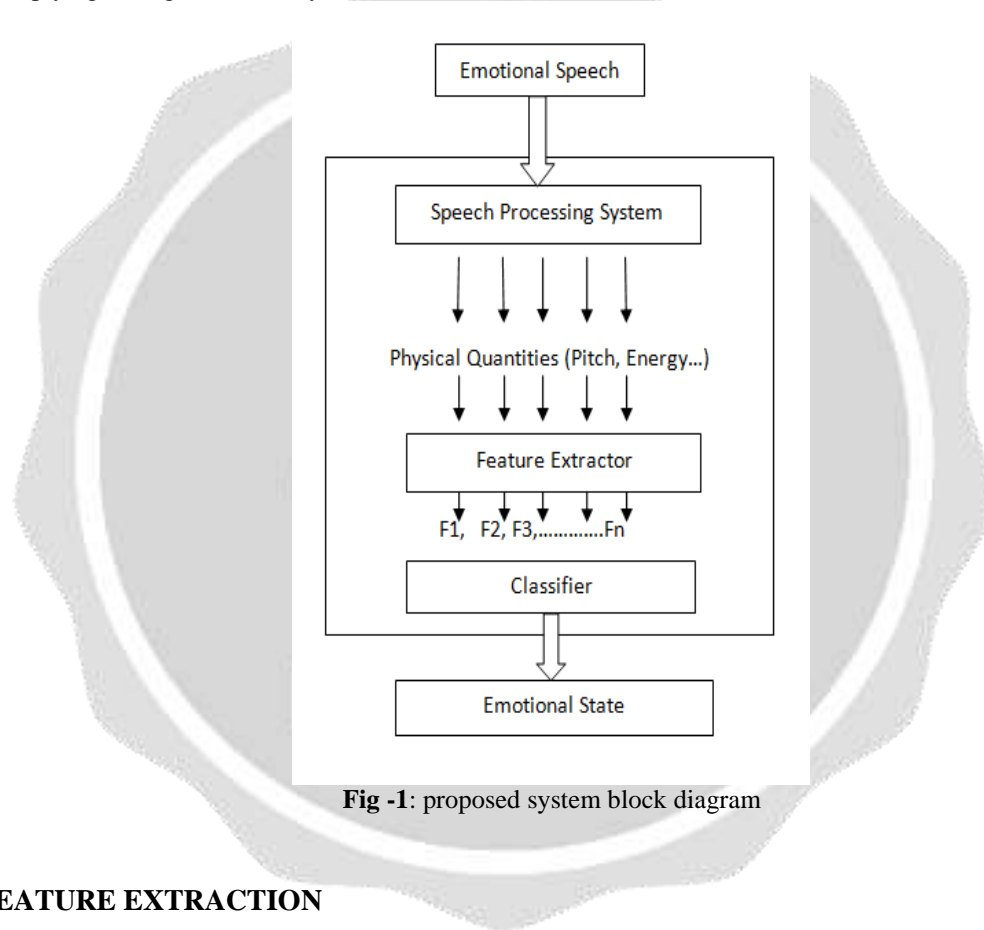 Emotional Speech
Speech Processing System
Physical Quantities (Pitch, Energy...)
Feature Extractor
F1, F2, F3,.............Fn
Classifier
Emotional State
Fig -1: proposed system block diagram
EATURE EXTRACTION